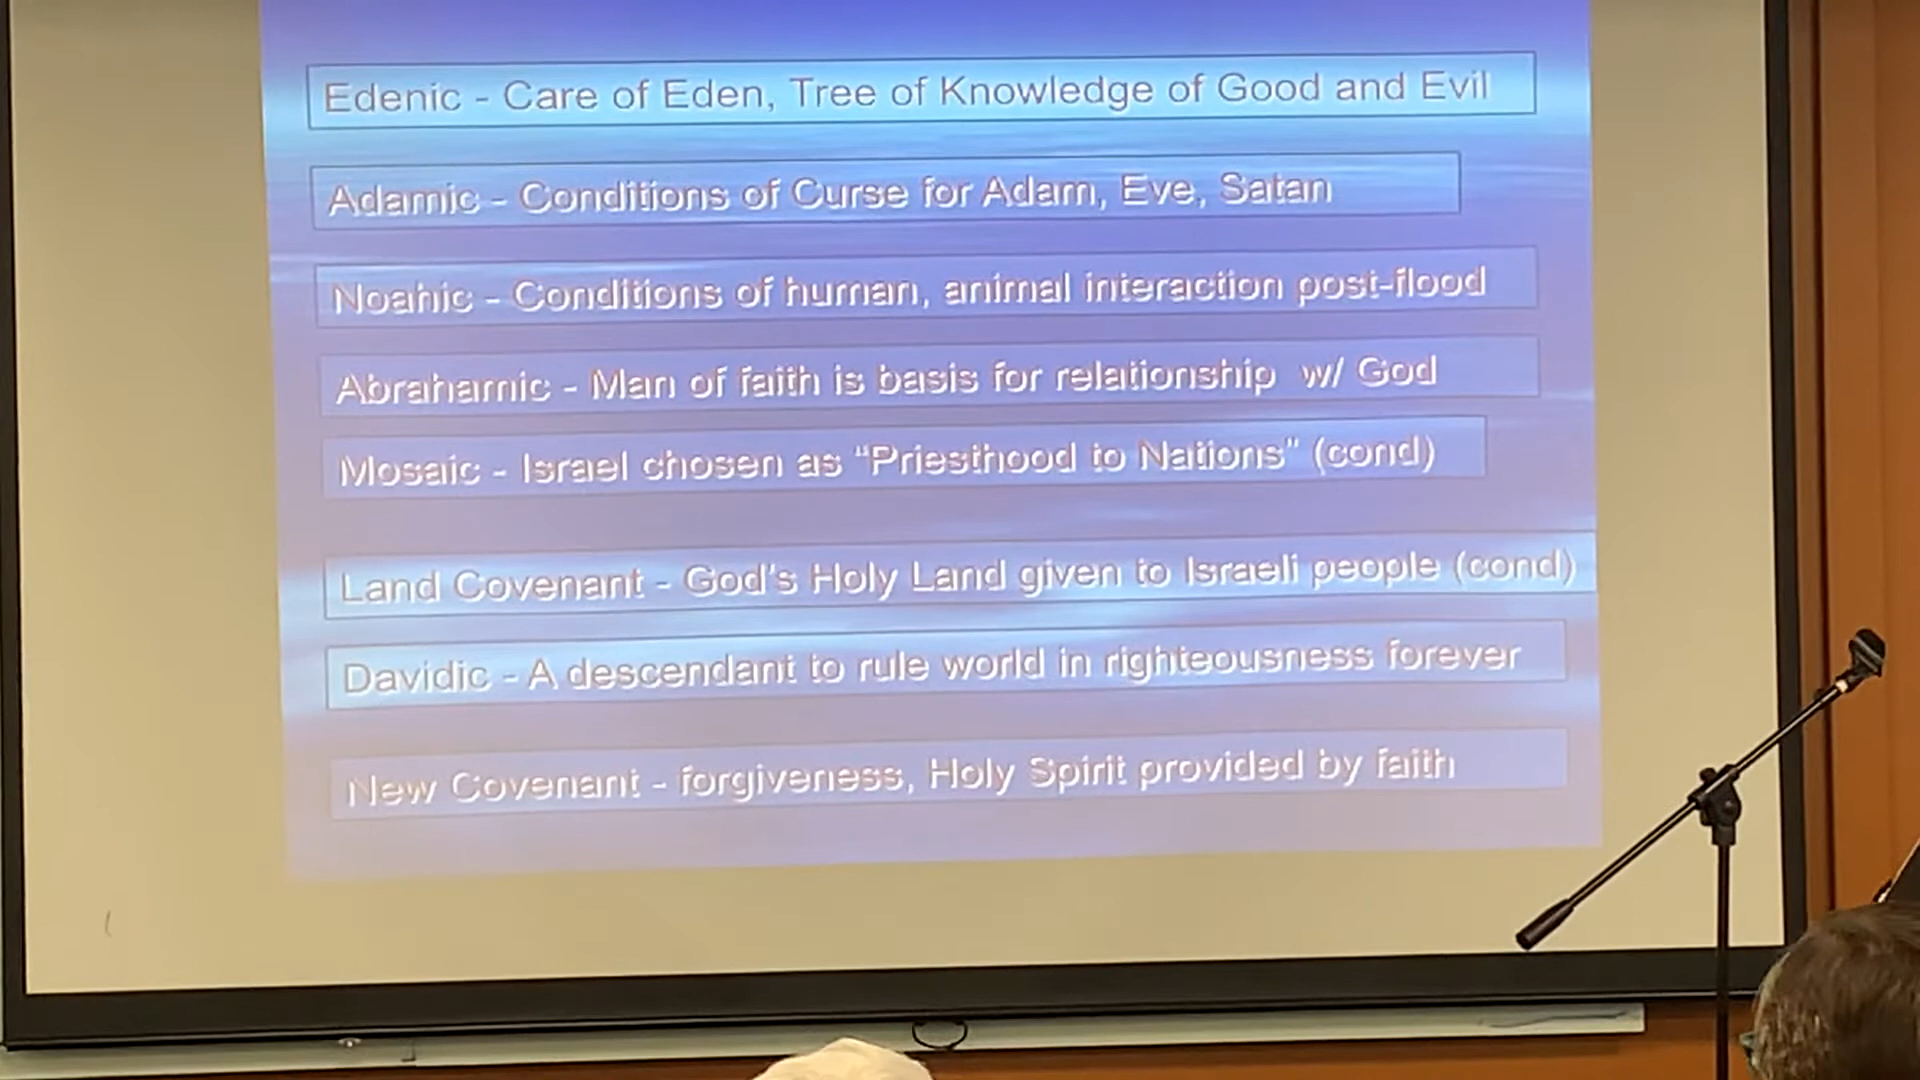 Edenic - Care of Eden, Tree of Knowledge of Good and Evil
Adamic - Conditions of Curse for Adam, Eve, Satan
Noahic - Conditions of human, animal interaction post-flood
Abrahamic - Man of faith is basis for relationship w/ God
Mosaic - Israel chosen as “Priesthood to Nations” (cond)
Land Covenant - God's Holy Land given to Israeli people (cond)
Davidic - A descendant to rule world in righteousness forever
New Covenant - forgiveness, Holy Spirit provided by faith